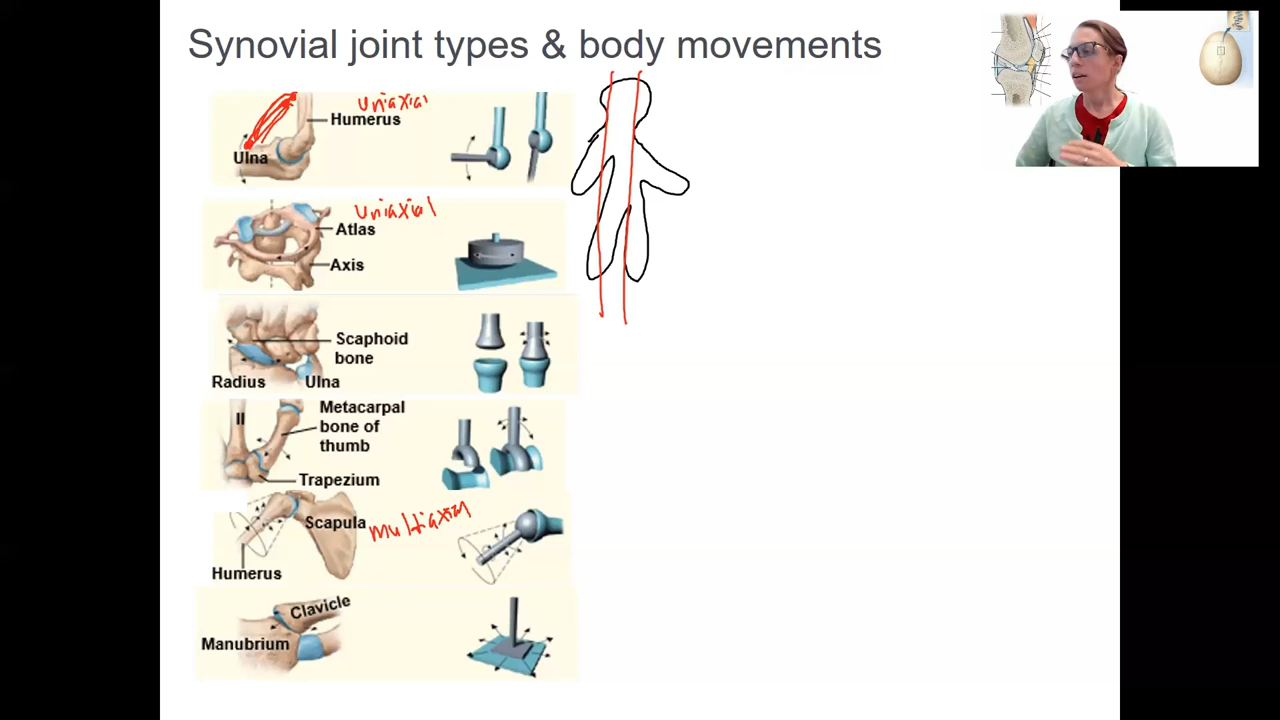 Synovial joint types & body movements
uniaxial
Humerus
Ulna
uniaxial
Atlas
Axis
Scaphoid
bone
Radius
Ulna
Metacarpal
bone of
thumb
II
Trapezium
Scapula
multiaxial
Humerus
Clavicle
Manubrium